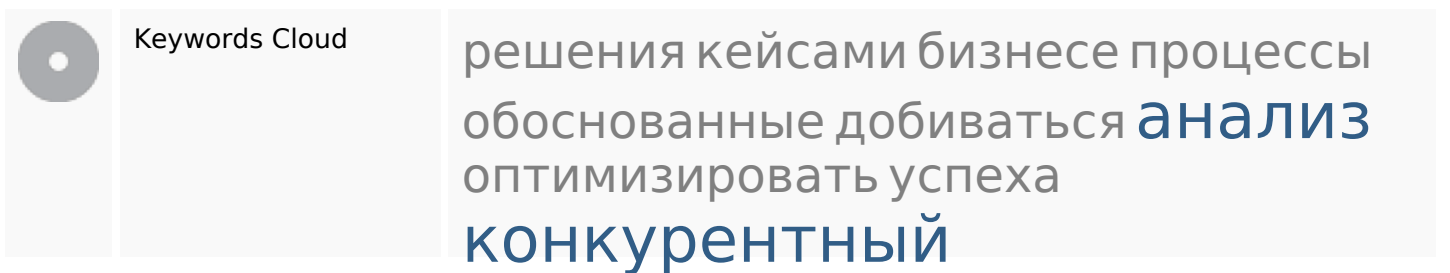 Keywords Cloud
решения кейсами бизнесе процессы
обоснованные добиваться анализ
оптимизировать успеха
конкурентный